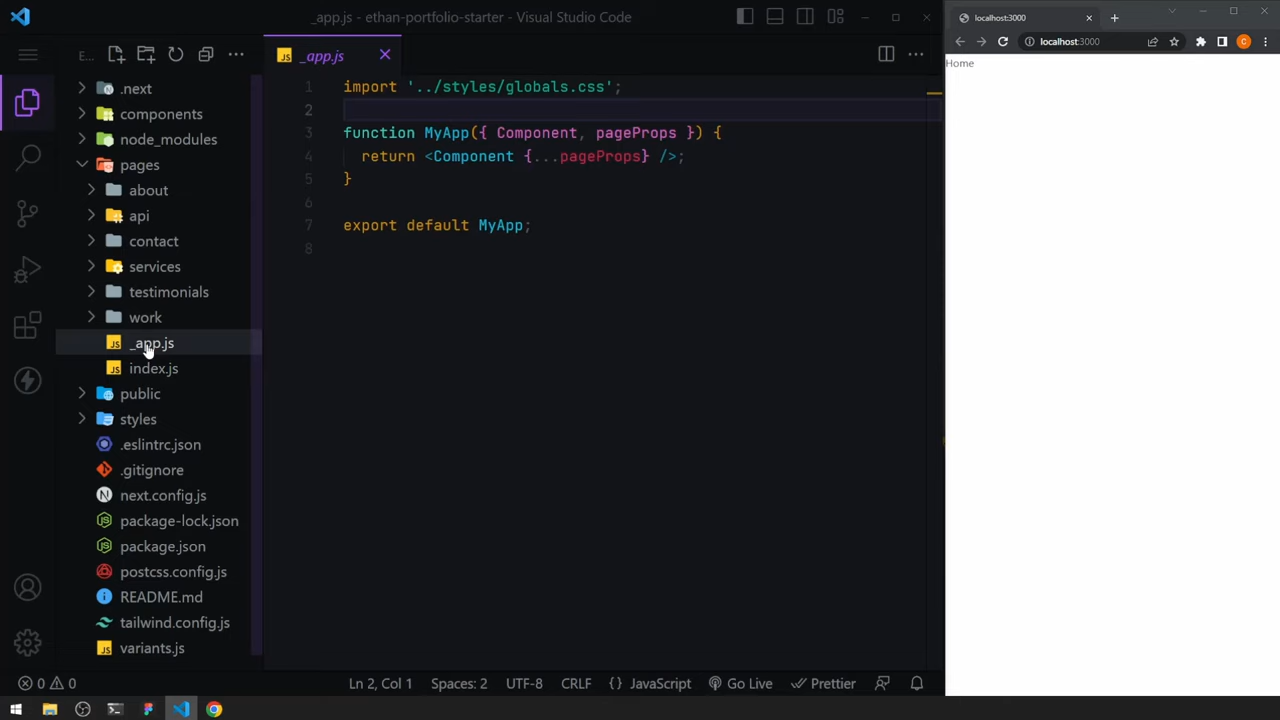 _app.js - ethan-portfolio-starter - Visual Studio Code
E...
.next
components
node_modules
pages
about
api
contact
services
testimonials
work
_app.js
index.js
public
styles
.eslintrc.json
.gitignore
next.config.js
package-lock.json
package.json
postcss.config.js
README.md
tailwind.config.js
variants.js
JS _app.js
1 import '../styles/globals.css';
2
3 function MyApp({ Component, pageProps }) {
4 return <Component {...pageProps} />;
5 }
6
7 export default MyApp;
8
0 0
Ln 2, Col 1 Spaces: 2 UTF-8 CRLF {} JavaScript Go Live Prettier
localhost:3000
localhost:3000
Home